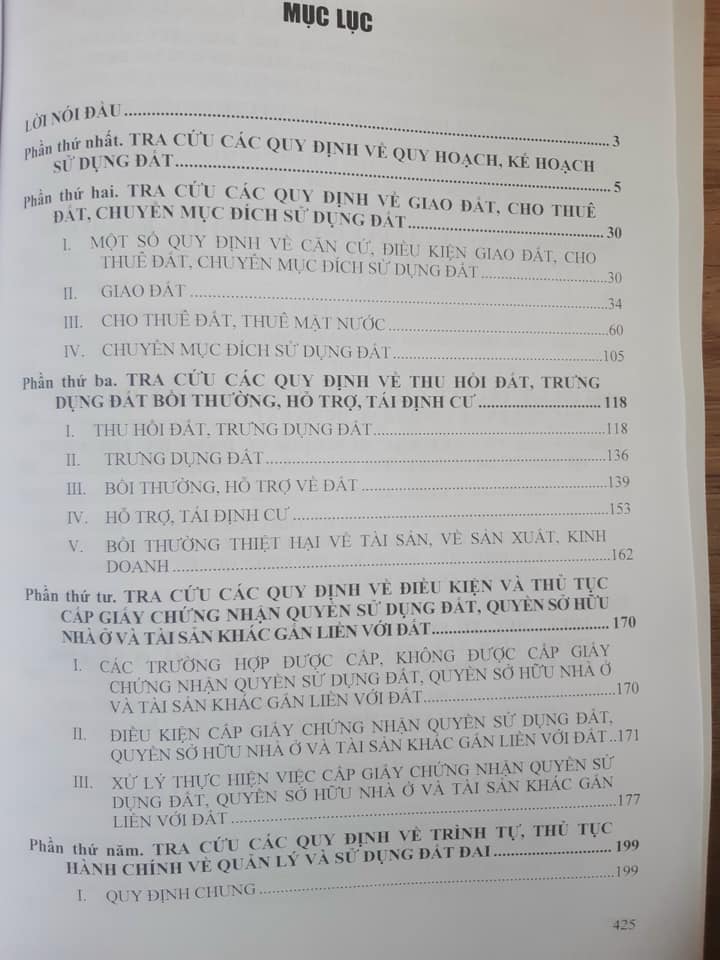 MỤC LỤC
LỜI NÓI ĐẦU........................3
Phần thứ nhất. TRA CỨU CÁC QUY ĐỊNH VỀ QUY HOẠCH, KẾ HOẠCH
SỬ DỤNG ĐẤT........................5
Phần thứ hai. TRA CỨU CÁC QUY ĐỊNH VỀ GIAO ĐẤT, CHO THUÊ
ĐẤT, CHUYỂN MỤC ĐÍCH SỬ DỤNG ĐẤT........................30
I. MỘT SỐ QUY ĐỊNH VỀ CĂN CỨ, ĐIỀU KIỆN GIAO ĐẤT, CHO
THUÊ ĐẤT, CHUYỂN MỤC ĐÍCH SỬ DỤNG ĐẤT........................30
II. GIAO ĐẤT........................34
III. CHO THUÊ ĐẤT, THUÊ MẶT NƯỚC........................60
IV. CHUYỂN MỤC ĐÍCH SỬ DỤNG ĐẤT........................105
Phần thứ ba. TRA CỨU CÁC QUY ĐỊNH VỀ THU HỒI ĐẤT, TRƯNG
DỤNG ĐẤT BỒI THƯỜNG, HỖ TRỢ, TÁI ĐỊNH CƯ........................118
I. THU HỒI ĐẤT, TRƯNG DỤNG ĐẤT........................118
II. TRƯNG DỤNG ĐẤT........................136
III. BỒI THƯỜNG, HỖ TRỢ VỀ ĐẤT........................139
IV. HỖ TRỢ, TÁI ĐỊNH CƯ........................153
V. BỒI THƯỜNG THIỆT HẠI VỀ TÀI SẢN, VỀ SẢN XUẤT, KINH
DOANH........................162
Phần thứ tư. TRA CỨU CÁC QUY ĐỊNH VỀ ĐIỀU KIỆN VÀ THỦ TỤC
CẤP GIẤY CHỨNG NHẬN QUYỀN SỬ DỤNG ĐẤT, QUYỀN SỞ HỮU
NHÀ Ở VÀ TÀI SẢN KHÁC GẮN LIỀN VỚI ĐẤT........................170
I. CÁC TRƯỜNG HỢP ĐƯỢC CẤP, KHÔNG ĐƯỢC CẤP GIẤY
CHỨNG NHẬN QUYỀN SỬ DỤNG ĐẤT, QUYỀN SỞ HỮU NHÀ Ở
VÀ TÀI SẢN KHÁC GẮN LIỀN VỚI ĐẤT........................170
II. ĐIỀU KIỆN CẤP GIẤY CHỨNG NHẬN QUYỀN SỬ DỤNG ĐẤT,
QUYỀN SỞ HỮU NHÀ Ở VÀ TÀI SẢN KHÁC GẮN LIỀN VỚI ĐẤT..171
III. XỬ LÝ THỰC HIỆN VIỆC CẤP GIẤY CHỨNG NHẬN QUYỀN SỬ
DỤNG ĐẤT, QUYỀN SỞ HỮU NHÀ Ở VÀ TÀI SẢN KHÁC GẮN
LIỀN VỚI ĐẤT........................177
Phần thứ năm. TRA CỨU CÁC QUY ĐỊNH VỀ TRÌNH TỰ, THỦ TỤC
HÀNH CHÍNH VỀ QUẢN LÝ VÀ SỬ DỤNG ĐẤT ĐAI........................199
I. QUY ĐỊNH CHUNG........................199
425